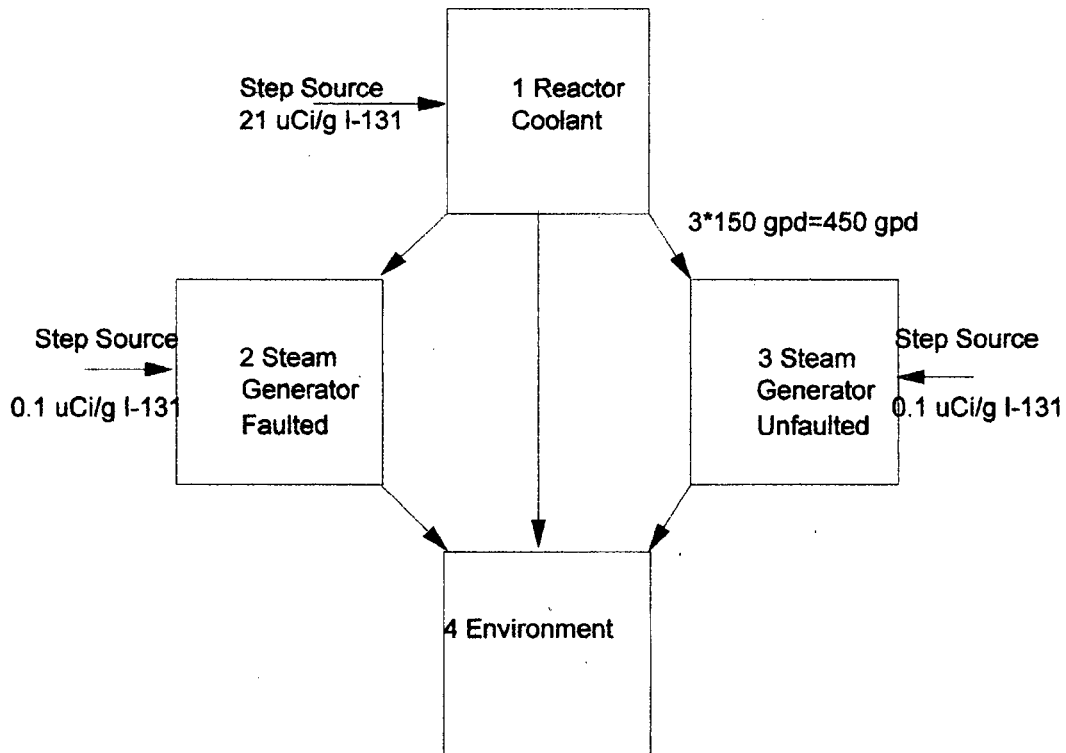 Step Source
21 uCi/g I-131
1 Reactor
Coolant
3*150 gpd=450 gpd
Step Source
0.1 uCi/g I-131
2 Steam
Generator
Faulted
3 Steam
Generator
Unfaulted
Step Source
0.1 uCi/g I-131
4 Environment